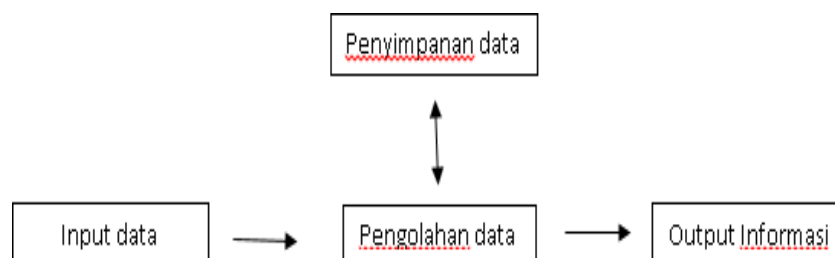 Penyimpanan data
Input data
Pengolahan data
Output Informasi